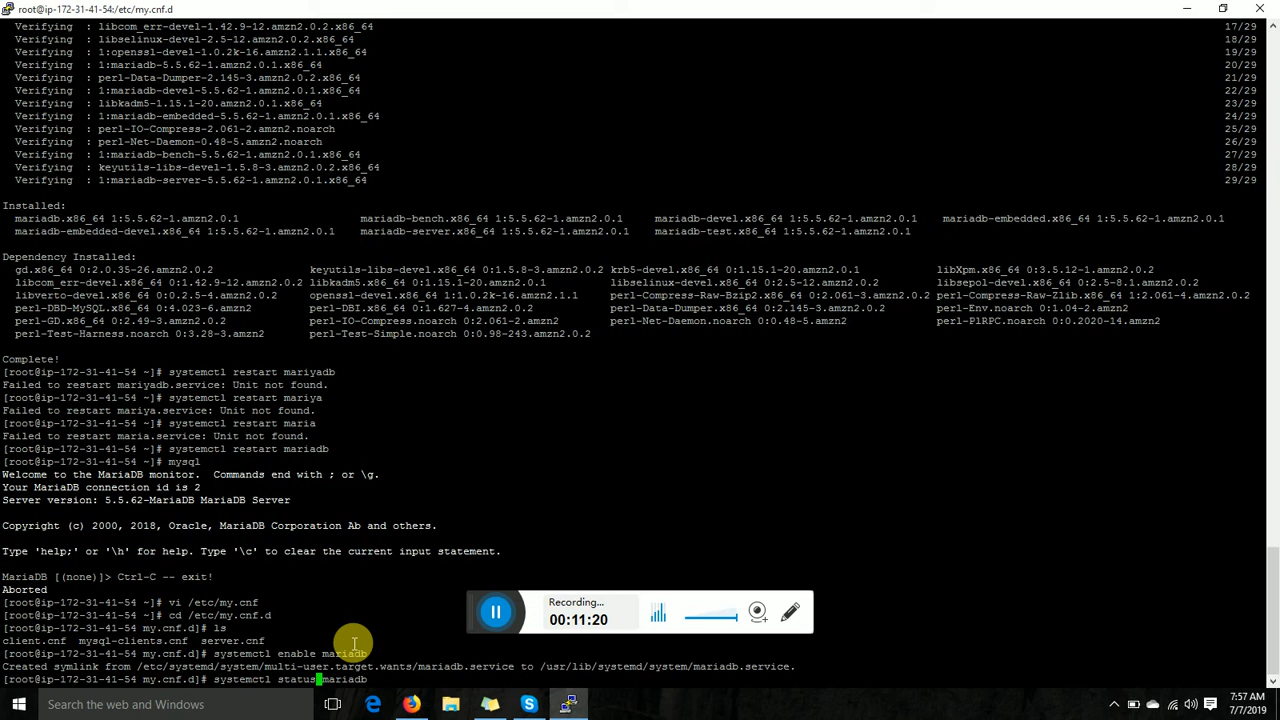 root@ip-172-31-41-54:/etc/my.cnf.d
Verifying  : libcom_err-devel-1.42.9-12.amzn2.0.2.x86_64 17/29
Verifying  : libselinux-devel-2.5-12.amzn2.0.2.x86_64 18/29
Verifying  : 1:openssl-devel-1.0.2k-16.amzn2.1.1.x86_64 19/29
Verifying  : 1:mariadb-5.5.62-1.amzn2.0.1.x86_64 20/29
Verifying  : perl-Data-Dumper-2.145-3.amzn2.0.2.x86_64 21/29
Verifying  : 1:mariadb-devel-5.5.62-1.amzn2.0.1.x86_64 22/29
Verifying  : libkadm5-1.15.1-20.amzn2.0.1.x86_64 23/29
Verifying  : 1:mariadb-embedded-5.5.62-1.amzn2.0.1.x86_64 24/29
Verifying  : perl-IO-Compress-2.061-2.amzn2.noarch 25/29
Verifying  : perl-Net-Daemon-0.48-5.amzn2.noarch 26/29
Verifying  : 1:mariadb-bench-5.5.62-1.amzn2.0.1.x86_64 27/29
Verifying  : keyutils-libs-devel-1.5.8-3.amzn2.0.2.x86_64 28/29
Verifying  : 1:mariadb-server-5.5.62-1.amzn2.0.1.x86_64 29/29
Installed:
mariadb.x86_64 1:5.5.62-1.amzn2.0.1 mariadb-bench.x86_64 1:5.5.62-1.amzn2.0.1 mariadb-devel.x86_64 1:5.5.62-1.amzn2.0.1 mariadb-embedded.x86_64 1:5.5.62-1.amzn2.0.1
mariadb-embedded-devel.x86_64 1:5.5.62-1.amzn2.0.1 mariadb-server.x86_64 1:5.5.62-1.amzn2.0.1 mariadb-test.x86_64 1:5.5.62-1.amzn2.0.1
Dependency Installed:
gd.x86_64 0:2.0.35-26.amzn2.0.2 keyutils-libs-devel.x86_64 0:1.5.8-3.amzn2.0.2 krb5-devel.x86_64 0:1.15.1-20.amzn2.0.1 libXpm.x86_64 0:3.5.12-1.amzn2.0.2
libcom_err-devel.x86_64 0:1.42.9-12.amzn2.0.2 libkadm5.x86_64 0:1.15.1-20.amzn2.0.1 libselinux-devel.x86_64 0:2.5-12.amzn2.0.2 libsepol-devel.x86_64 0:2.5-8.1.amzn2.0.2
libverto-devel.x86_64 0:0.2.5-4.amzn2.0.2 openssl-devel.x86_64 1:1.0.2k-16.amzn2.1.1 perl-Compress-Raw-Bzip2.x86_64 0:2.061-3.amzn2.0.2 perl-Compress-Raw-Zlib.x86_64 1:2.061-4.amzn2.0.2
perl-DBD-MySQL.x86_64 0:4.023-6.amzn2 perl-DBI.x86_64 0:1.627-4.amzn2.0.2 perl-Data-Dumper.x86_64 0:2.145-3.amzn2.0.2 perl-Env.noarch 0:1.04-2.amzn2
perl-GD.x86_64 0:2.49-3.amzn2.0.2 perl-IO-Compress.noarch 0:2.061-2.amzn2 perl-Net-Daemon.noarch 0:0.48-5.amzn2 perl-PlRPC.noarch 0:0.2020-14.amzn2
perl-Test-Harness.noarch 0:3.28-3.amzn2 perl-Test-Simple.noarch 0:0.98-243.amzn2.0.2
Complete!
[root@ip-172-31-41-54 ~]# systemctl restart mariyadb
Failed to restart mariyadb.service: Unit not found.
[root@ip-172-31-41-54 ~]# systemctl restart mariya
Failed to restart mariya.service: Unit not found.
[root@ip-172-31-41-54 ~]# systemctl restart maria
Failed to restart maria.service: Unit not found.
[root@ip-172-31-41-54 ~]# systemctl restart mariadb
[root@ip-172-31-41-54 ~]# mysql
Welcome to the MariaDB monitor.  Commands end with ; or \g.
Your MariaDB connection id is 2
Server version: 5.5.62-MariaDB MariaDB Server
Copyright (c) 2000, 2018, Oracle, MariaDB Corporation Ab and others.
Type 'help;' or '\h' for help. Type '\c' to clear the current input statement.
MariaDB [(none)]> Ctrl-C -- exit!
Aborted
[root@ip-172-31-41-54 ~]# vi /etc/my.cnf
[root@ip-172-31-41-54 ~]# cd /etc/my.cnf.d
[root@ip-172-31-41-54 my.cnf.d]# ls
client.cnf  mysql-clients.cnf  server.cnf
[root@ip-172-31-41-54 my.cnf.d]# systemctl enable mariadb
Created symlink from /etc/systemd/system/multi-user.target.wants/mariadb.service to /usr/lib/systemd/system/mariadb.service.
[root@ip-172-31-41-54 my.cnf.d]# systemctl status mariadb
Recording...
00:11:20
Search the web and Windows
7:57 AM
7/7/2019